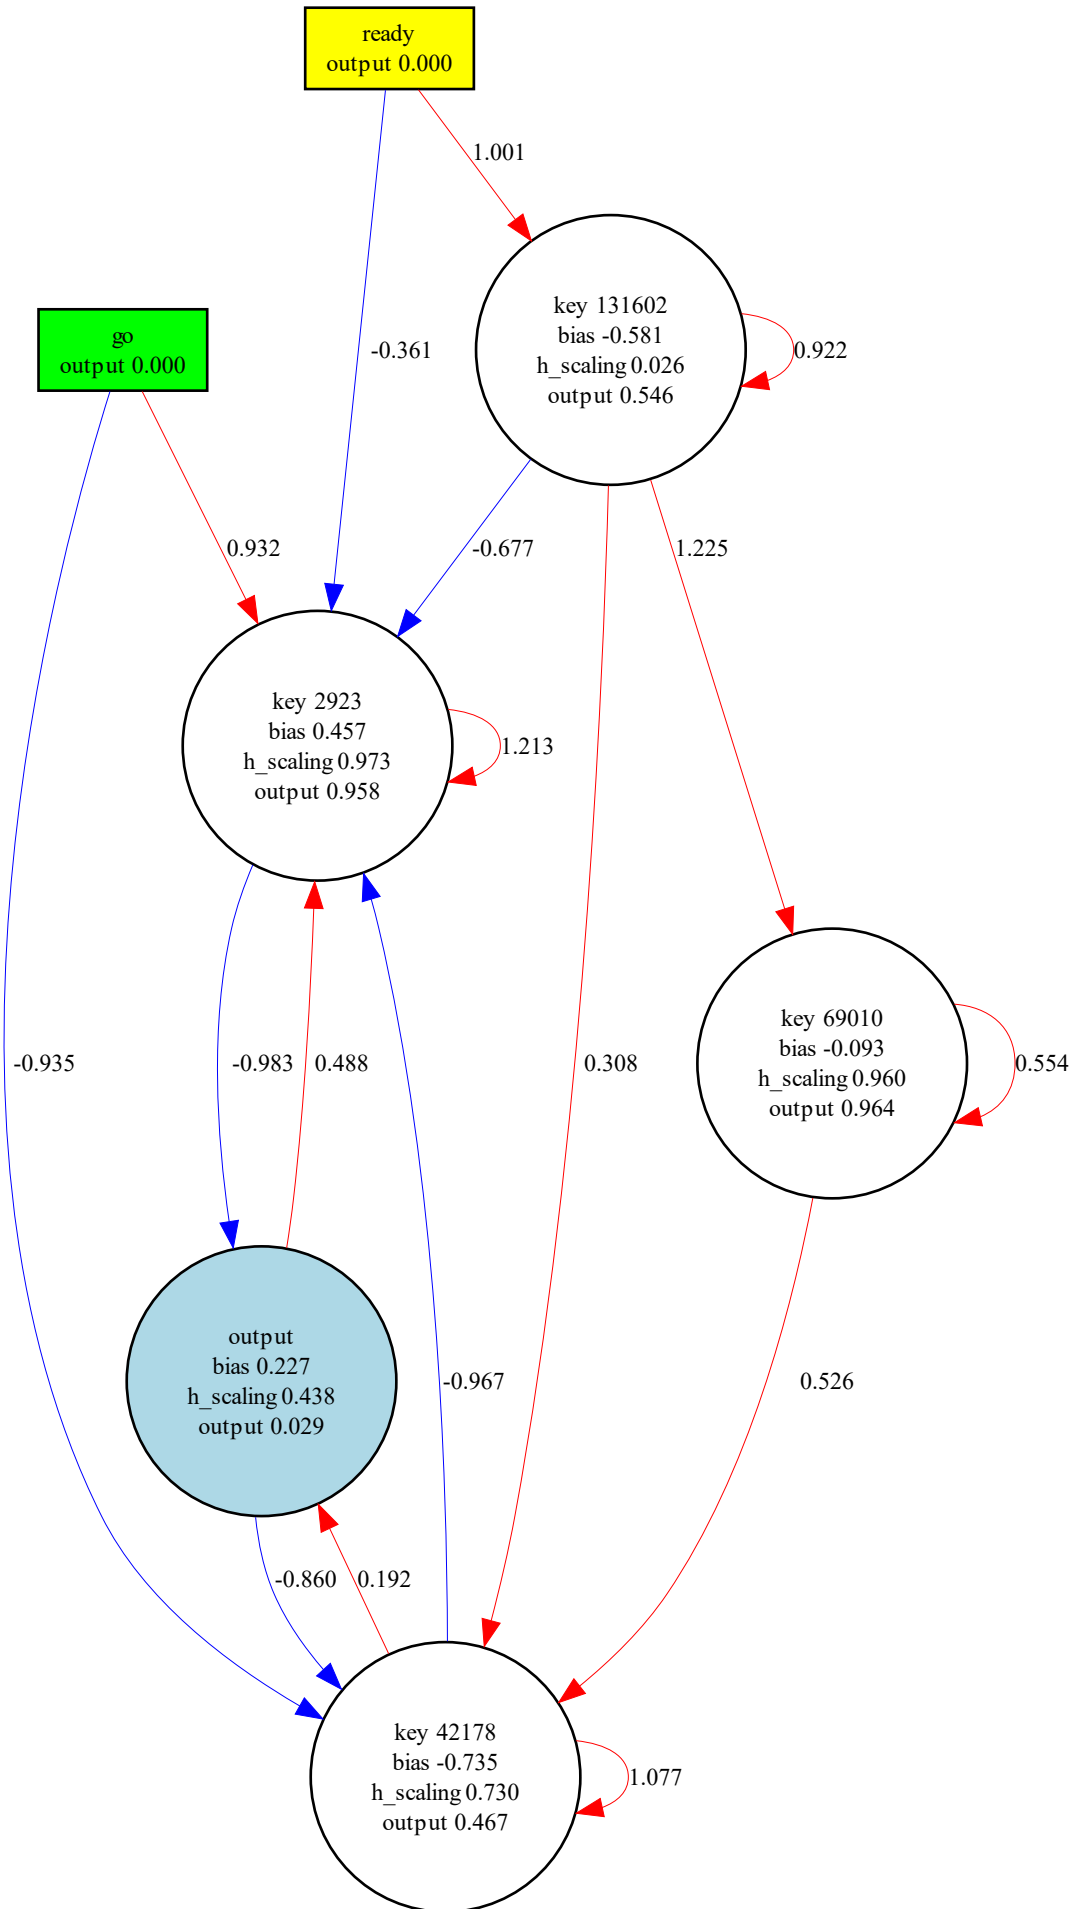 ready
output 0.000
1.001
key 131602
bias -0.581
h_scaling 0.026
output 0.546
0.922
go
output 0.000
-0.361
0.932
-0.677
1.225
key 2923
bias 0.457
h_scaling 0.973
output 0.958
1.213
key 69010
bias -0.093
h_scaling 0.960
output 0.964
0.554
-0.935
-0.983
0.488
0.308
output
bias 0.227
h_scaling 0.438
output 0.029
-0.967
0.526
-0.860
0.192
key 42178
bias -0.735
h_scaling 0.730
output 0.467
1.077